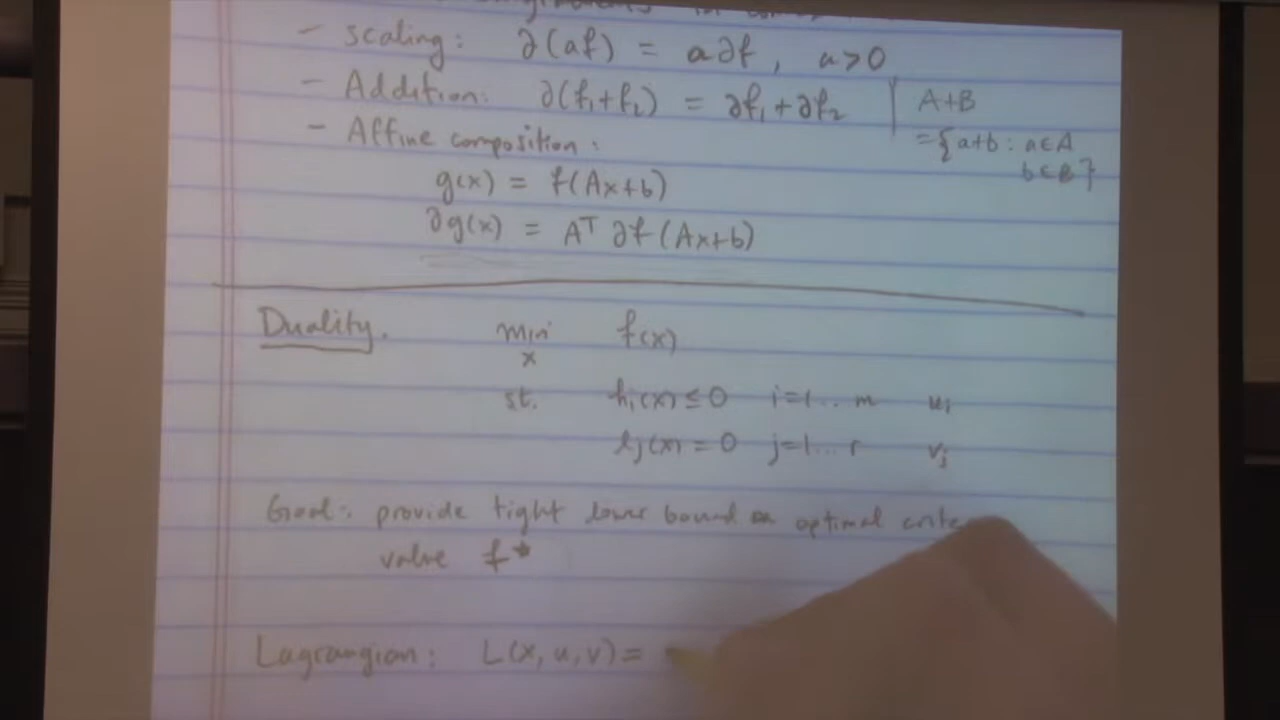 - scaling: ∂(af) = a∂f, a>0
- Addition: ∂(f₁+f₂) = ∂f₁+∂f₂ | A+B
={a+b : a∈A
b∈B}
- Affine composition:
g(x) = f(Ax+b)
∂g(x) = Aᵀ ∂f(Ax+b)
Duality. min f(x)
x
st. hᵢ(x) ≤ 0 i=1...m uᵢ
lⱼ(x) = 0 j=1...r vⱼ
Goal: provide tight lower bound on optimal
value f*
Lagrangian: L(x, u, v) =